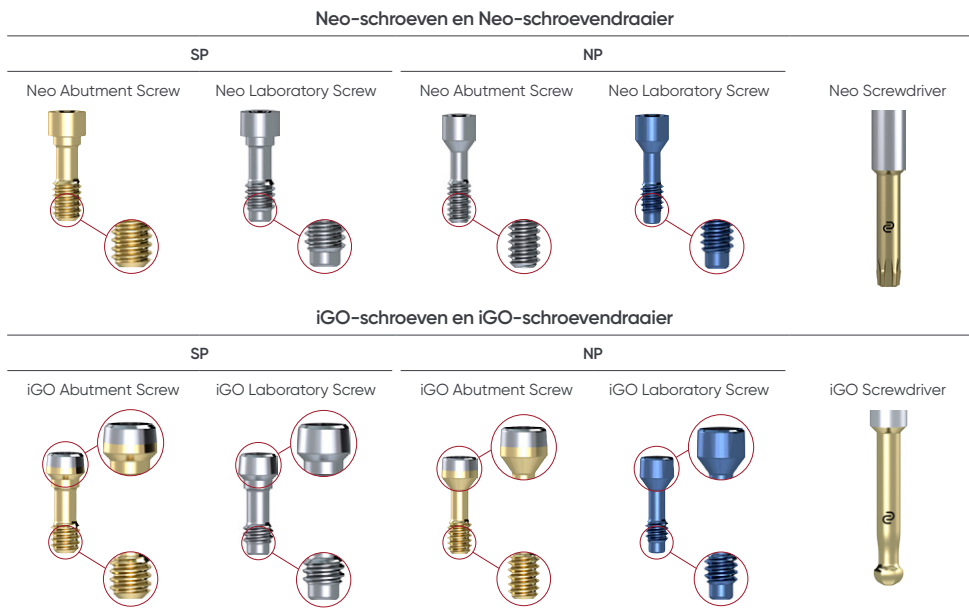 Neo-schroeven en Neo-schroevendraaier
SP
NP
Neo Abutment Screw
Neo Laboratory Screw
Neo Abutment Screw
Neo Laboratory Screw
Neo Screwdriver
iGO-schroeven en iGO-schroevendraaier
SP
NP
iGO Abutment Screw
iGO Laboratory Screw
iGO Abutment Screw
iGO Laboratory Screw
iGO Screwdriver